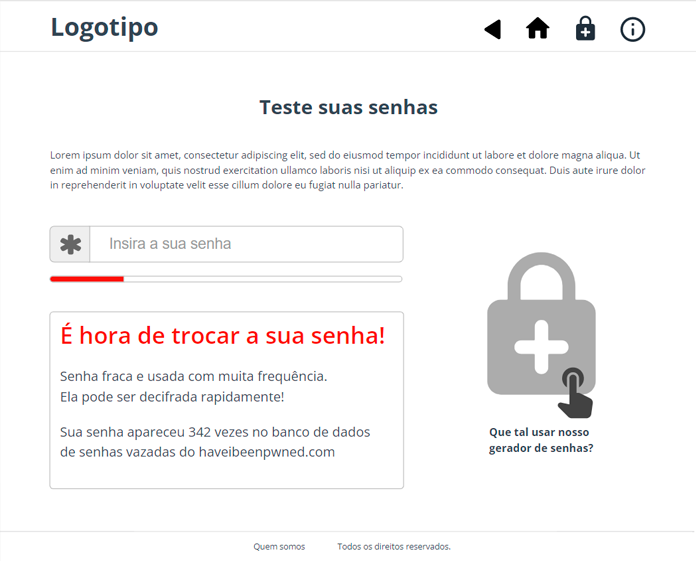 Logotipo
Teste suas senhas
Lorem ipsum dolor sit amet, consectetur adipiscing elit, sed do eiusmod tempor incididunt ut labore et dolore magna aliqua. Ut
enim ad minim veniam, quis nostrud exercitation ullamco laboris nisi ut aliquip ex ea commodo consequat. Duis aute irure dolor
in reprehenderit in voluptate velit esse cillum dolore eu fugiat nulla pariatur.
Insira a sua senha
É hora de trocar a sua senha!
Senha fraca e usada com muita frequência.
Ela pode ser decifrada rapidamente!
Sua senha apareceu 342 vezes no banco de dados
de senhas vazadas do haveibeenpwned.com
Que tal usar nosso
gerador de senhas?
Quem somos
Todos os direitos reservados.